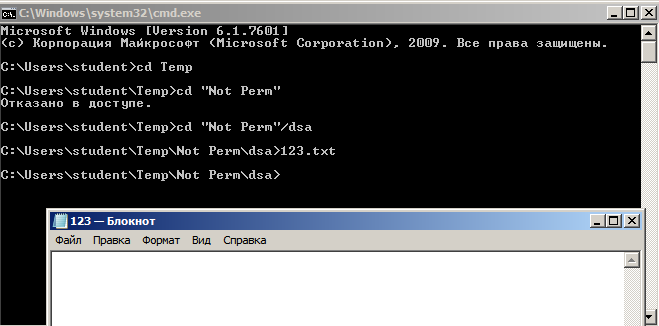 C:\Windows\system32\cmd.exe
Microsoft Windows [Version 6.1.7601]
(c) Корпорация Майкрософт (Microsoft Corporation), 2009. Все права защищены.
C:\Users\student>cd Temp
C:\Users\student\Temp>cd "Not Perm"
Отказано в доступе.
C:\Users\student\Temp>cd "Not Perm"/dsa
C:\Users\student\Temp\Not Perm\dsa>123.txt
C:\Users\student\Temp\Not Perm\dsa>
123 — Блокнот
Файл Правка Формат Вид Справка